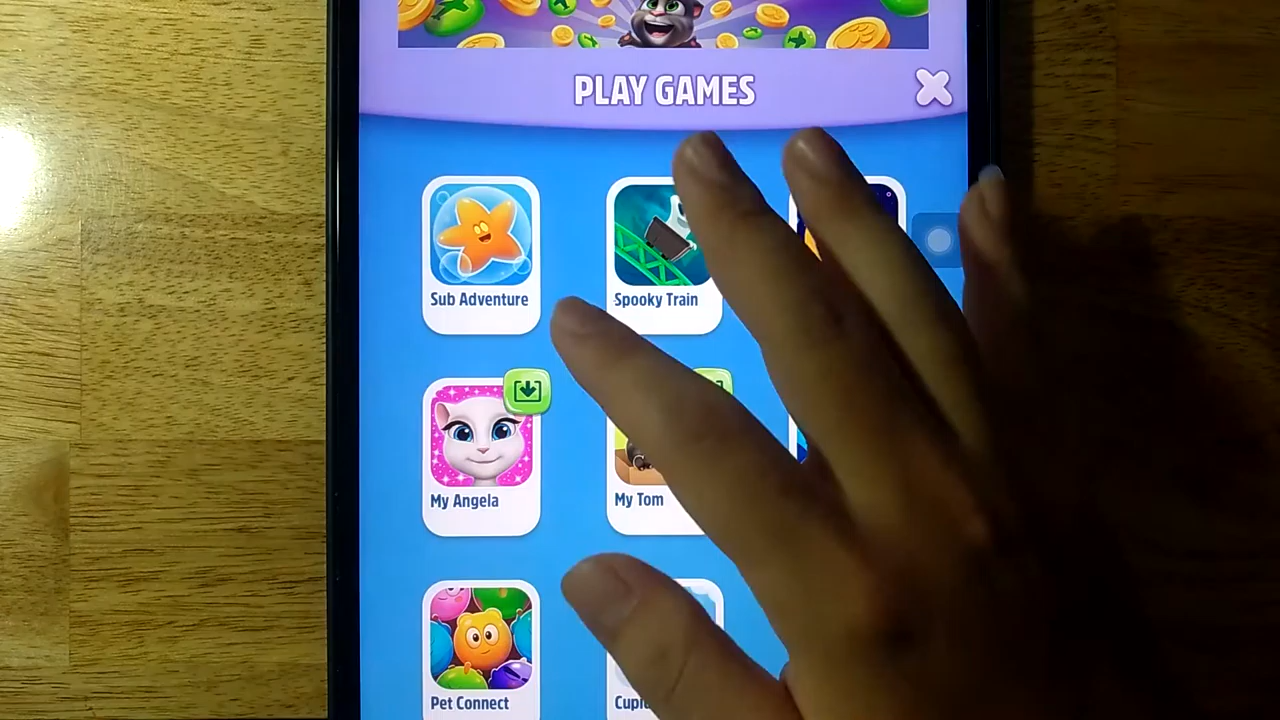 PLAY GAMES
Sub Adventure
Spooky Train
My Angela
My Tom
Pet Connect